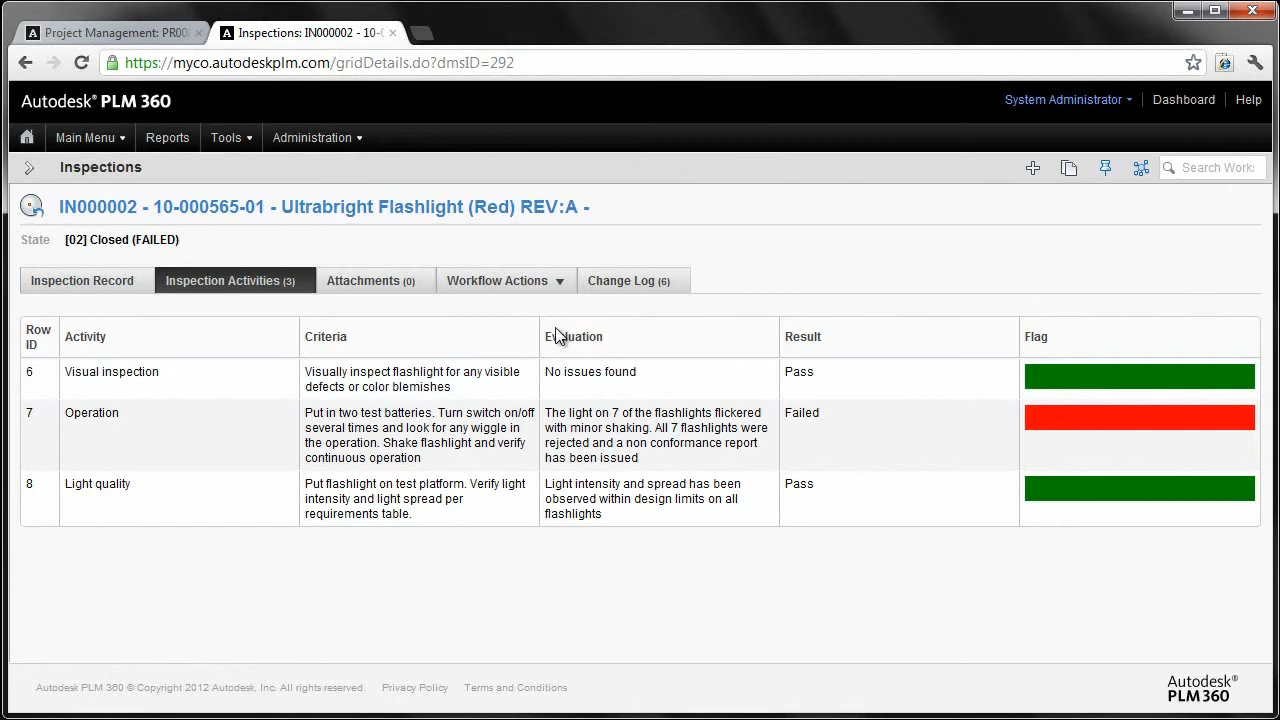 Project Management: PR00
Inspections: IN000002 - 10-0
https://myco.autodeskplm.com/gridDetails.do?dmsID=292
Autodesk® PLM 360
System Administrator
Dashboard
Help
Main Menu
Reports
Tools
Administration
Inspections
Search Works
IN000002 - 10-000565-01 - Ultrabright Flashlight (Red) REV:A -
State
[02] Closed (FAILED)
Inspection Record
Inspection Activities (3)
Attachments (0)
Workflow Actions
Change Log (6)
Row
ID
Activity
Criteria
Evaluation
Result
Flag
6
Visual inspection
Visually inspect flashlight for any visible
defects or color blemishes
No issues found
Pass
7
Operation
Put in two test batteries. Turn switch on/off
several times and look for any wiggle in
the operation. Shake flashlight and verify
continuous operation
The light on 7 of the flashlights flickered
with minor shaking. All 7 flashlights were
rejected and a non conformance report
has been issued
Failed
8
Light quality
Put flashlight on test platform. Verify light
intensity and light spread per
requirements table.
Light intensity and spread has been
observed within design limits on all
flashlights
Pass
Autodesk PLM 360 © Copyright 2012 Autodesk, Inc. All rights reserved.
Privacy Policy
Terms and Conditions
Autodesk®
PLM 360